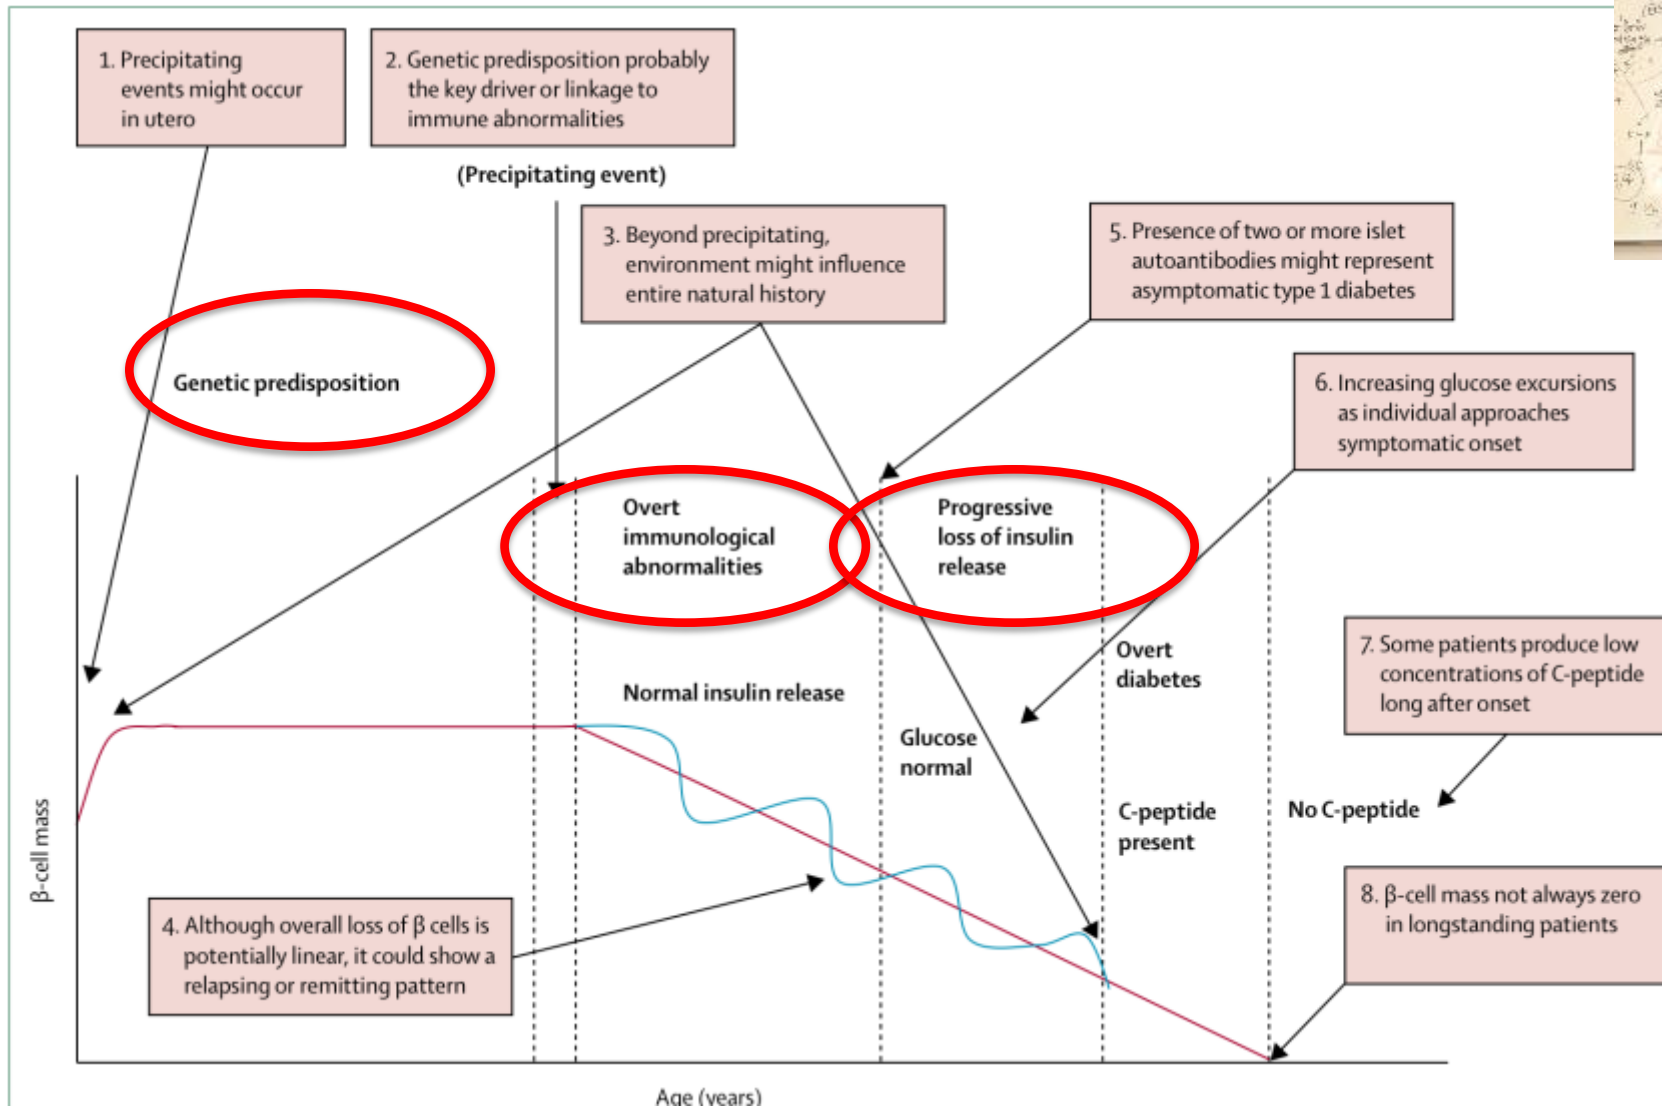 1. Precipitating
events might occur
in utero
2. Genetic predisposition probably
the key driver or linkage to
immune abnormalities
(Precipitating event)
3. Beyond precipitating,
environment might influence
entire natural history
5. Presence of two or more islet
autoantibodies might represent
asymptomatic type 1 diabetes
6. Increasing glucose excursions
as individual approaches
symptomatic onset
Genetic predisposition
Overt
immunological
abnormalities
Progressive
loss of insulin
release
Overt
diabetes
7. Some patients produce low
concentrations of C-peptide
long after onset
Normal insulin release
Glucose
normal
C-peptide
present
No C-peptide
β-cell mass
4. Although overall loss of β cells is
potentially linear, it could show a
relapsing or remitting pattern
8. β-cell mass not always zero
in longstanding patients
Age (years)